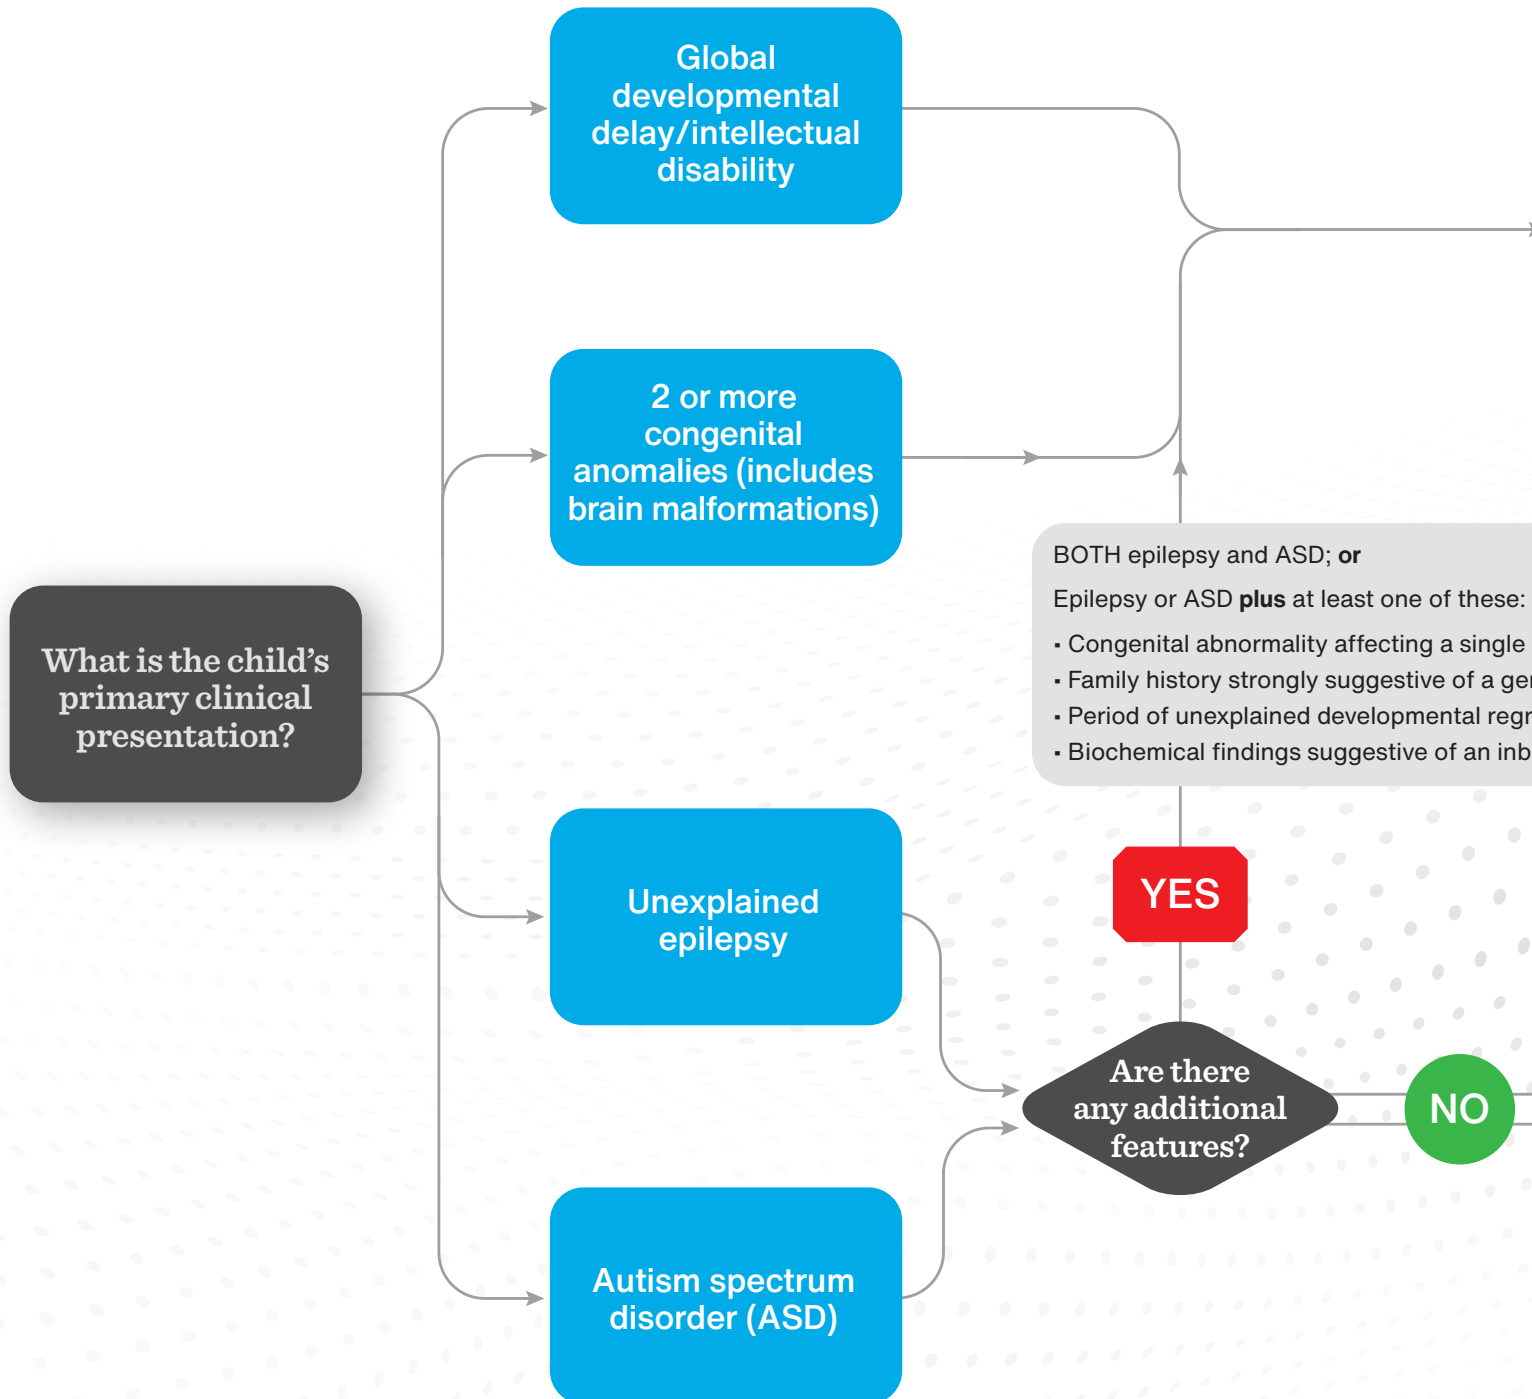 What is the child’s
primary clinical
presentation?
Global
developmental
delay/intellectual
disability
2 or more
congenital
anomalies (includes
brain malformations)
Unexplained
epilepsy
Autism spectrum
disorder (ASD)
BOTH epilepsy and ASD; or
Epilepsy or ASD plus at least one of these:
▪ Congenital abnormality affecting a single
▪ Family history strongly suggestive of a
▪ Period of unexplained developmental
▪ Biochemical findings suggestive of an
YES
Are there
any additional
features?
NO